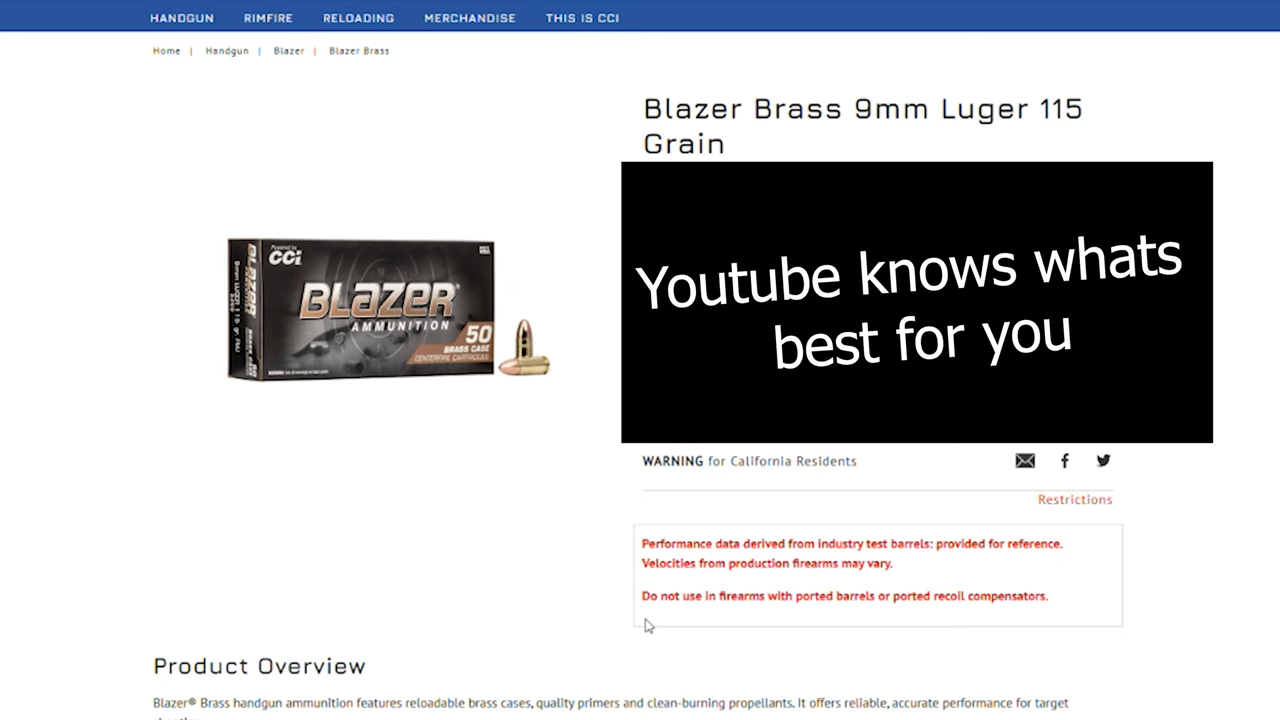 HANDGUN RIMFIRE RELOADING MERCHANDISE THIS IS CCI
Home | Handgun | Blazer | Blazer Brass
Blazer Brass 9mm Luger 115
Grain
Youtube knows whats
best for you
Powered by
CCI
BLAZER
AMMUNITION
50
BRASS CASE
CENTERFIRE CARTRIDGES
BLAZER
WARNING for California Residents
Restrictions
Performance data derived from industry test barrels: provided for reference.
Velocities from production firearms may vary.
Do not use in firearms with ported barrels or ported recoil compensators.
Product Overview
Blazer® Brass handgun ammunition features reloadable brass cases, quality primers and clean-burning propellants. It offers reliable, accurate performance for target